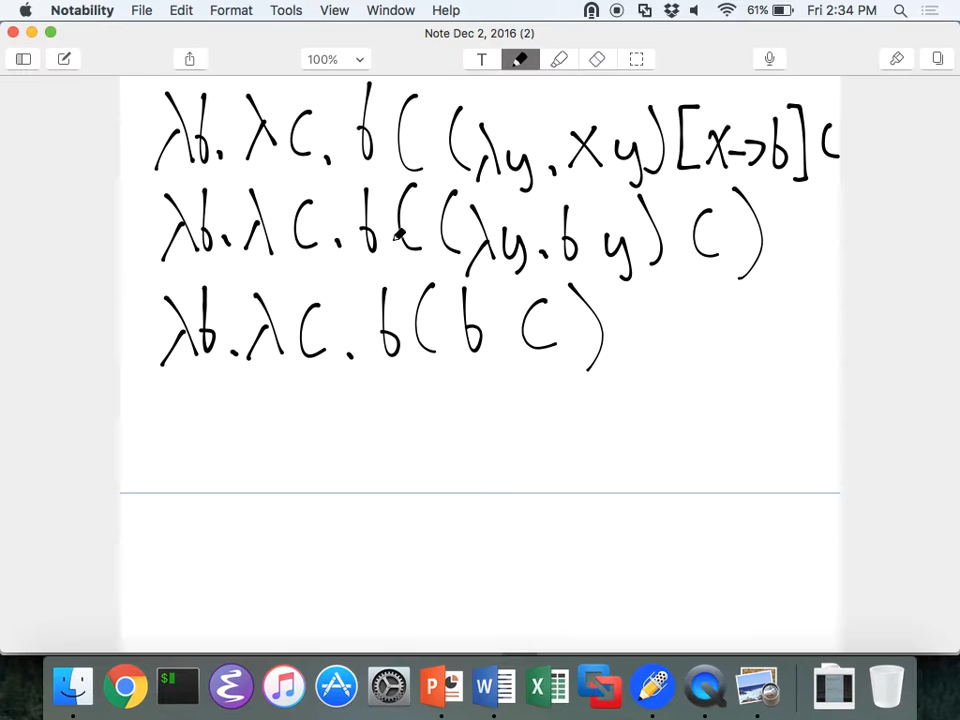 Notability File Edit Format Tools View Window Help 61% Fri 2:34 PM
Note Dec 2, 2016 (2)
100% T
λb. λc. b( (λy. x y) [x→b] c
λb. λc. b( (λy. b y) c )
λb. λc. b( b c )
$